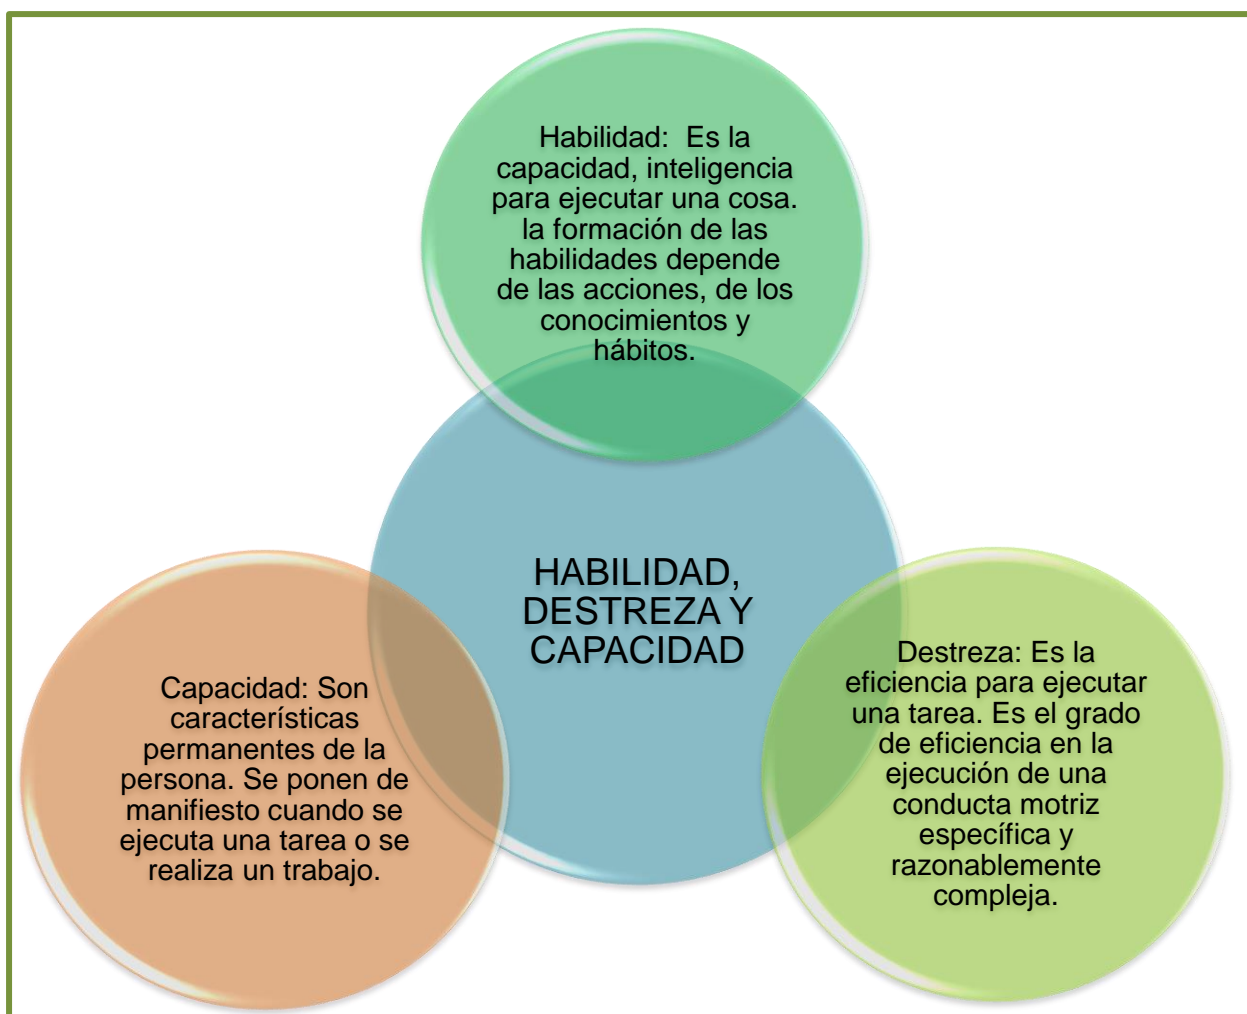 Habilidad:  Es la
capacidad, inteligencia
para ejecutar una cosa.
la formación de las
habilidades depende
de las acciones, de los
conocimientos y
hábitos.
HABILIDAD,
DESTREZA Y
CAPACIDAD
Capacidad: Son
características
permanentes de la
persona. Se ponen de
manifiesto cuando se
ejecuta una tarea o se
realiza un trabajo.
Destreza: Es la
eficiencia para ejecutar
una tarea. Es el grado
de eficiencia en la
ejecución de una
conducta motriz
específica y
razonablemente
compleja.